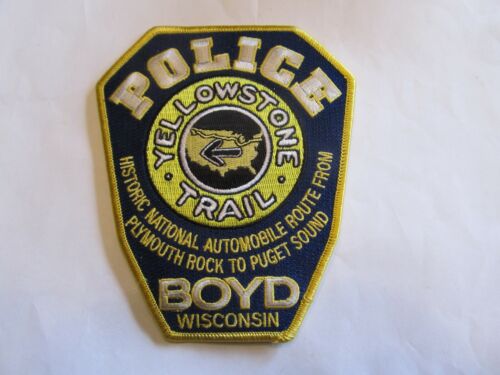 POLICE
YELLOWSTONE
· TRAIL ·
HISTORIC NATIONAL AUTOMOBILE ROUTE FROM
PLYMOUTH ROCK TO PUGET SOUND
BOYD
WISCONSIN